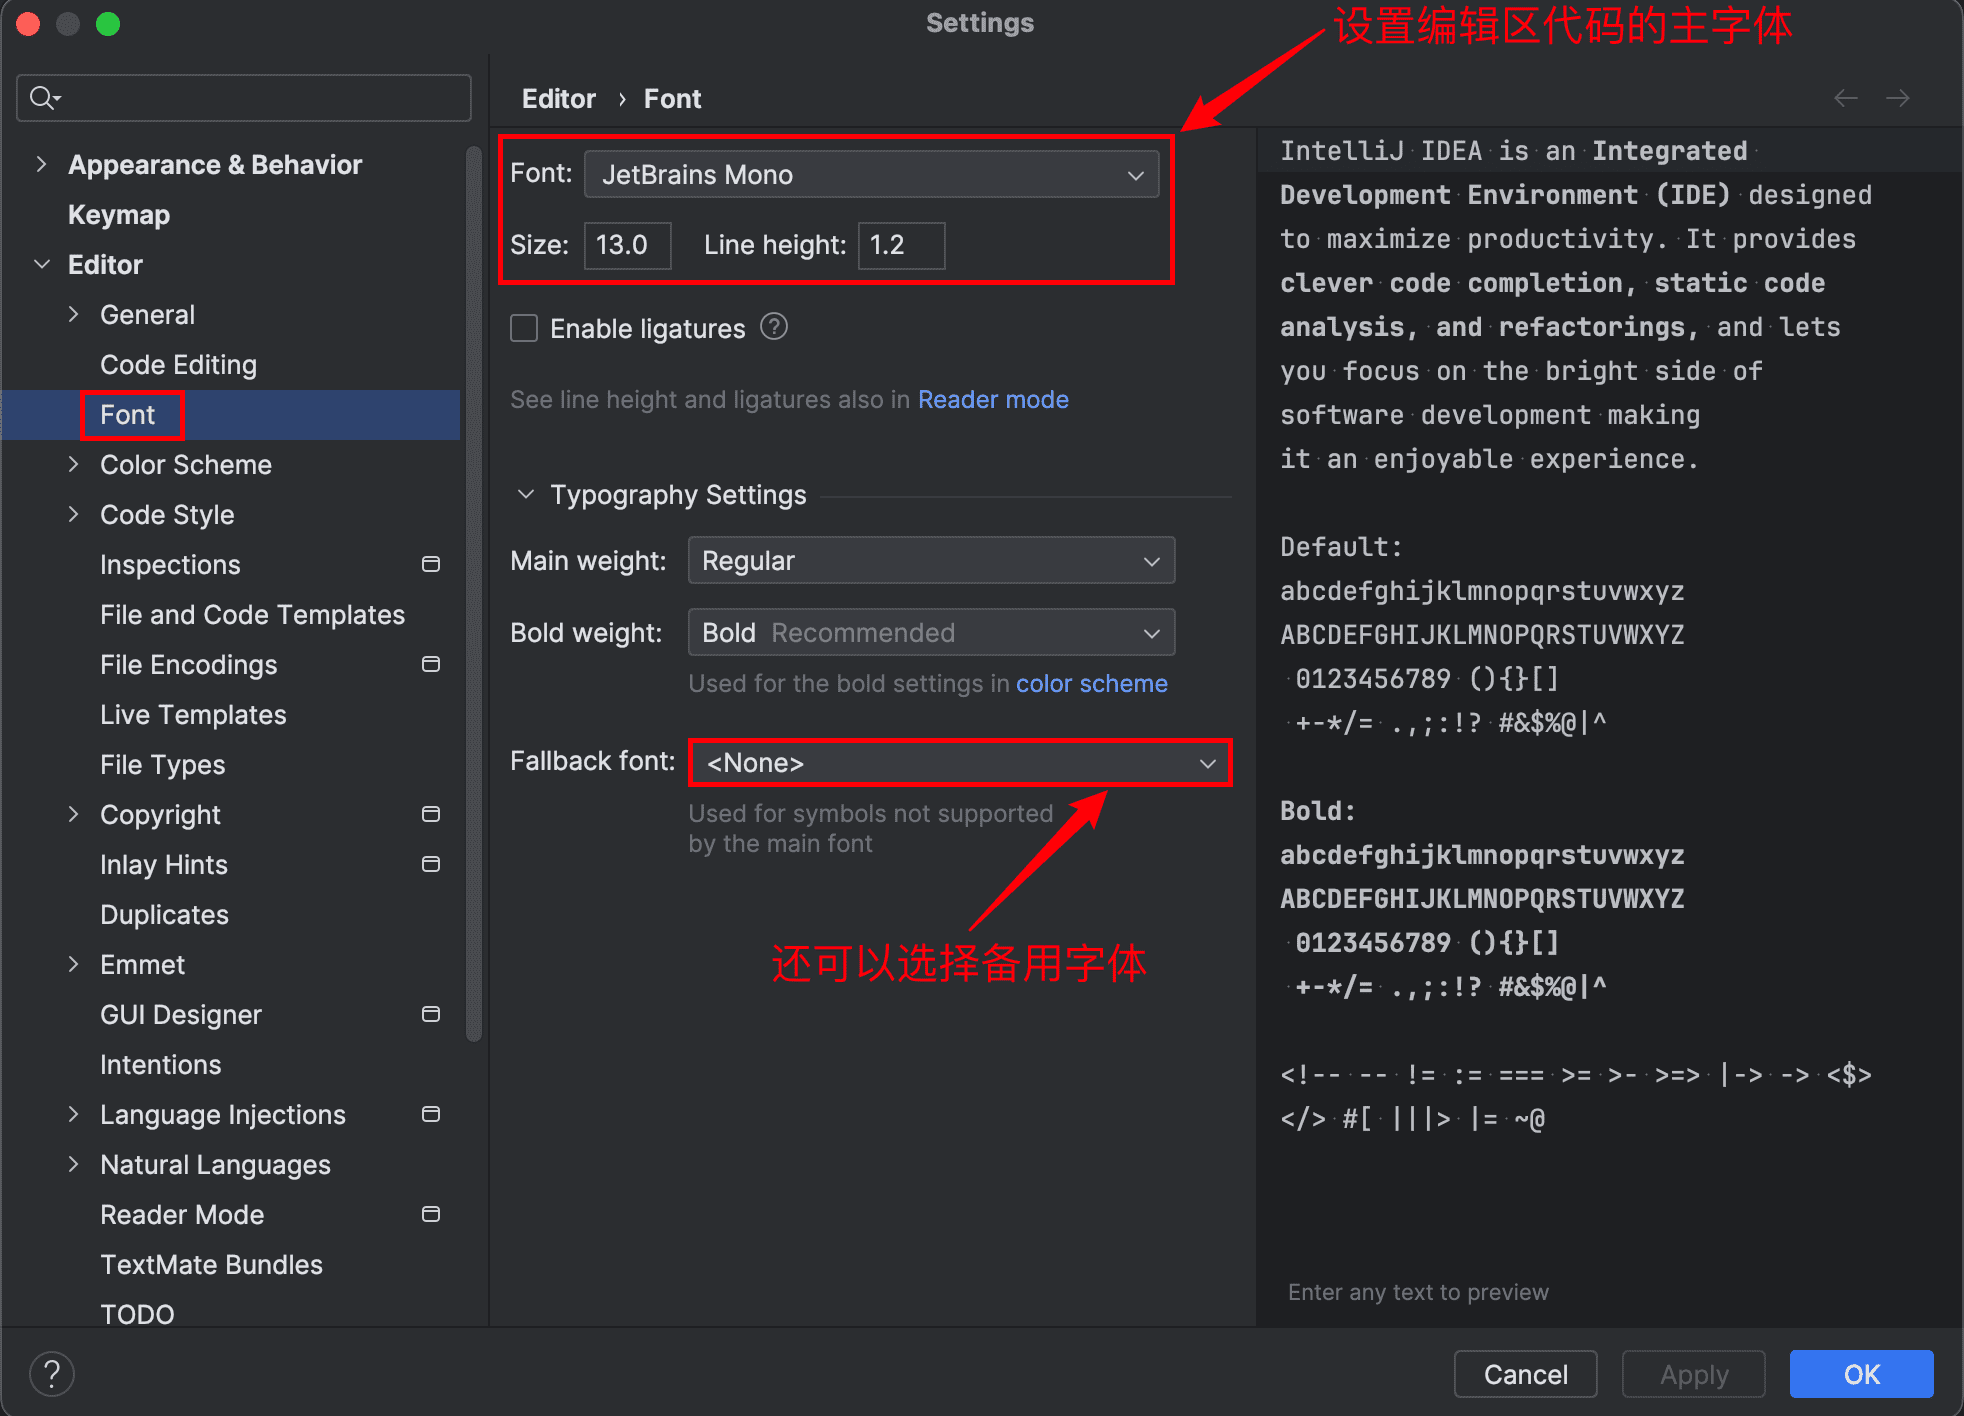 Settings
设置编辑区代码的主字体
Editor › Font
Appearance & Behavior
Keymap
Editor
General
Code Editing
Font
Color Scheme
Code Style
Inspections
File and Code Templates
File Encodings
Live Templates
File Types
Copyright
Inlay Hints
Duplicates
Emmet
GUI Designer
Intentions
Language Injections
Natural Languages
Reader Mode
TextMate Bundles
TODO
Font: JetBrains Mono
Size: 13.0 Line height: 1.2
Enable ligatures ?
See line height and ligatures also in Reader mode
Typography Settings
Main weight: Regular
Bold weight: Bold Recommended
Used for the bold settings in color scheme
Fallback font: <None>
Used for symbols not supported
by the main font
还可以选择备用字体
IntelliJ IDEA is an Integrated
Development Environment (IDE) designed
to maximize productivity. It provides
clever code completion, static code
analysis, and refactorings, and lets
you focus on the bright side of
software development making
it an enjoyable experience.
Default:
abcdefghijklmnopqrstuvwxyz
ABCDEFGHIJKLMNOPQRSTUVWXYZ
0123456789 (){}[]
+-*/= .,;:!? #&$%@|^
Bold:
abcdefghijklmnopqrstuvwxyz
ABCDEFGHIJKLMNOPQRSTUVWXYZ
0123456789 (){}[]
+-*/= .,;:!? #&$%@|^
<!-- -- != := === >= >- >=> |-> -> <$>
</> #[ |||> |= ~@
Enter any text to preview
?
Cancel
Apply
OK